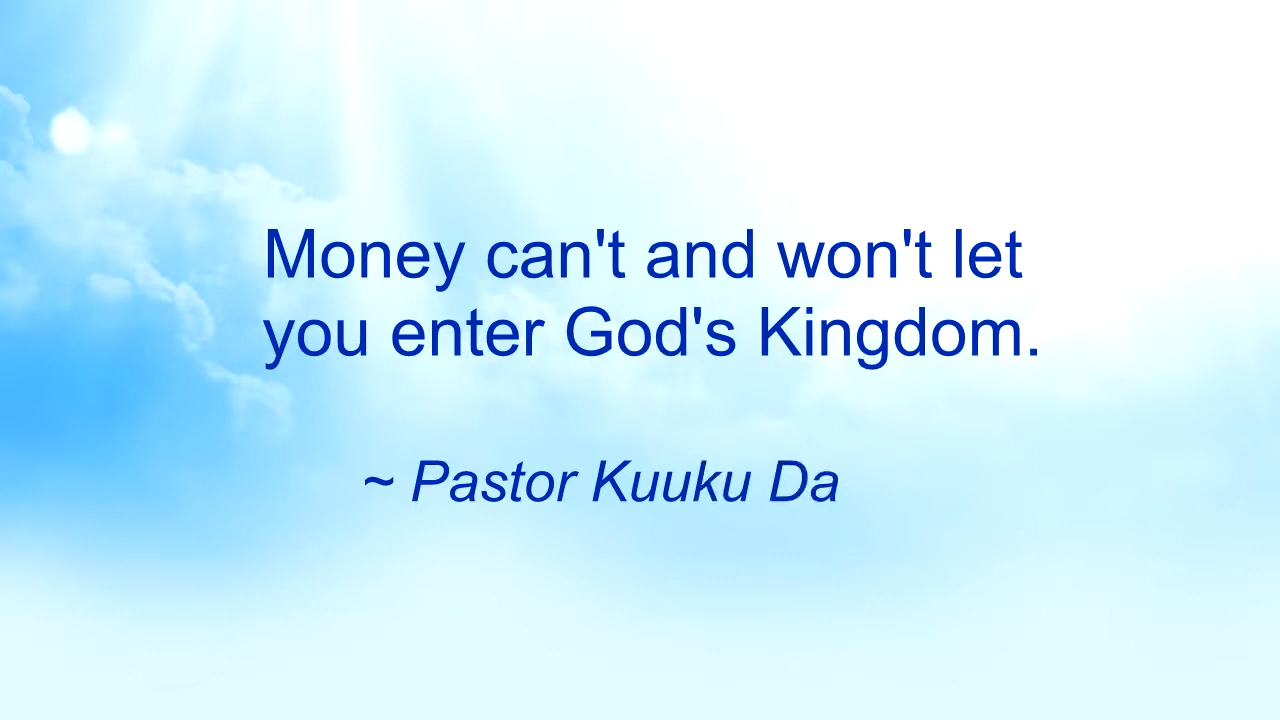 Money can't and won't let
you enter God's Kingdom.
~ Pastor Kuuku Da